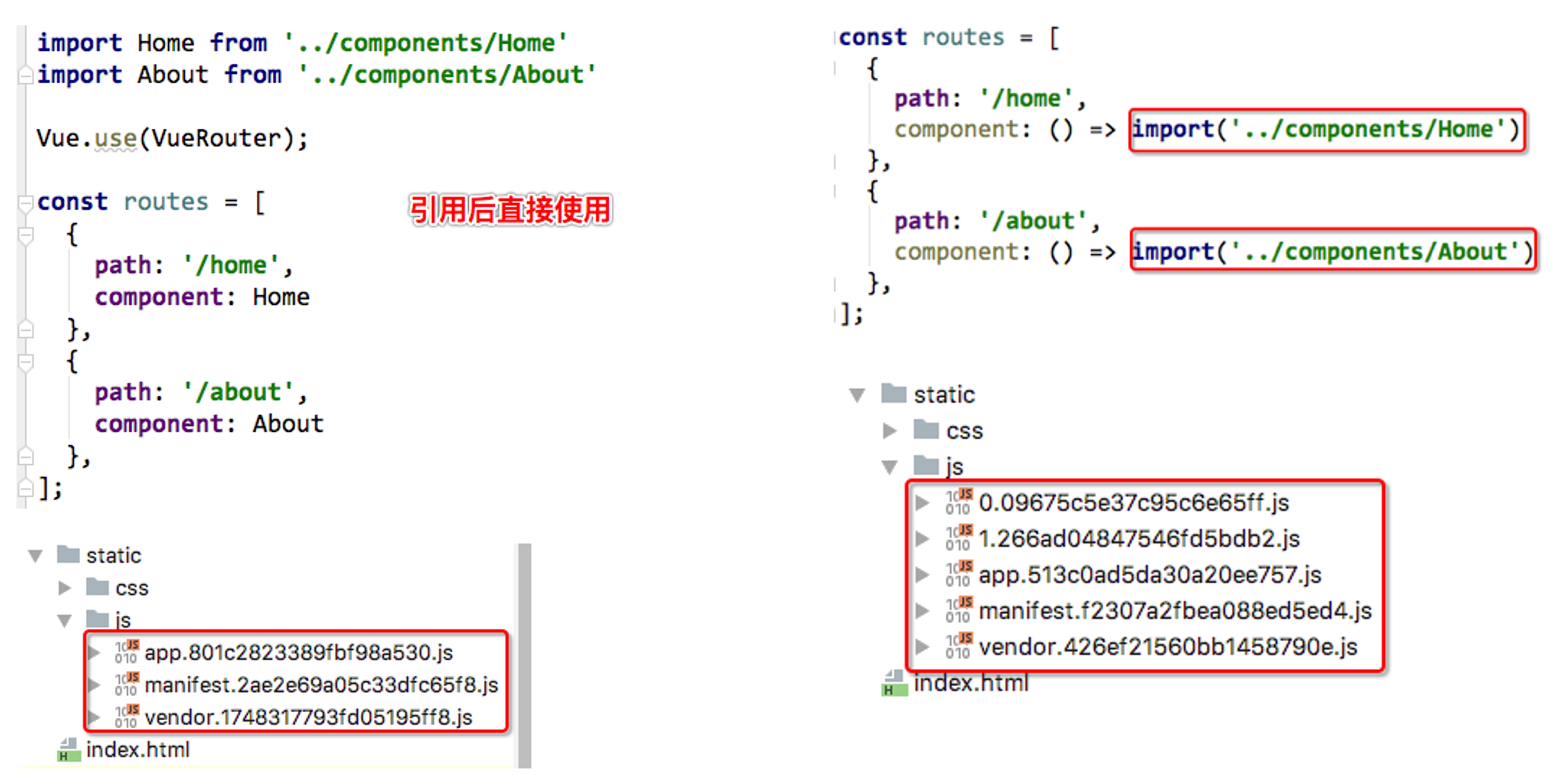 import Home from '../components/Home'
import About from '../components/About'
Vue.use(VueRouter);
const routes = [
{
path: '/home',
component: Home
},
{
path: '/about',
component: About
},
];
引用后直接使用
static
css
js
app.801c2823389fbf98a530.js
manifest.2ae2e69a05c33dfc65f8.js
vendor.1748317793fd05195ff8.js
index.html
const routes = [
{
path: '/home',
component: () => import('../components/Home')
},
{
path: '/about',
component: () => import('../components/About')
},
];
static
css
js
0.09675c5e37c95c6e65ff.js
1.266ad04847546fd5bdb2.js
app.513c0ad5da30a20ee757.js
manifest.f2307a2fbea088ed5ed4.js
vendor.426ef21560bb1458790e.js
index.html